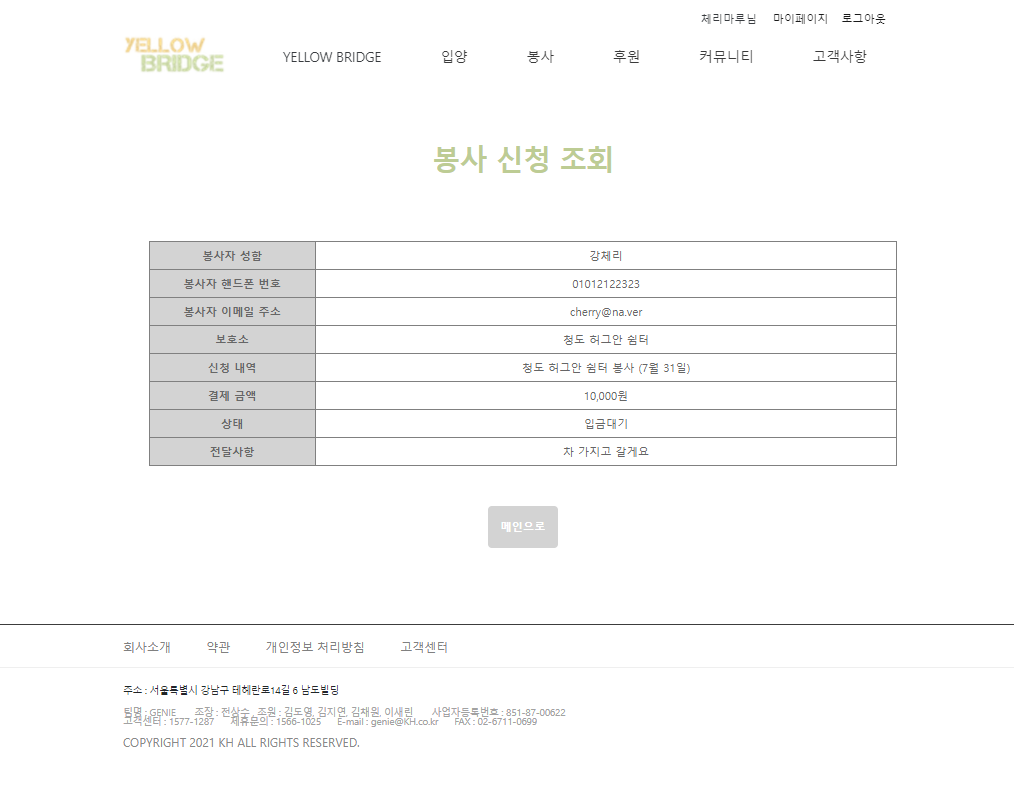 체리마루님 마이페이지 로그아웃
YELLOW
BRIDGE
YELLOW BRIDGE 입양 봉사 후원 커뮤니티 고객사항
봉사 신청 조회
봉사자 성함 강체리
봉사자 핸드폰 번호 01012122323
봉사자 이메일 주소 cherry@na.ver
보호소 청도 허그안 쉼터
신청 내역 청도 허그안 쉼터 봉사 (7월 31일)
결제 금액 10,000원
상태 입금대기
전달사항 차 가지고 갈게요
메인으로
회사소개 약관 개인정보 처리방침 고객센터
주소 : 서울특별시 강남구 테헤란로14길 6 남도빌딩
팀명 : GENIE 조장 : 전상수 , 조원 : 김도영, 김지연, 김채원, 이새린 사업자등록번호 : 851-87-00622
고객센터 : 1577-1287 제휴문의 : 1566-1025 E-mail : genie@KH.co.kr FAX : 02-6711-0699
COPYRIGHT 2021 KH ALL RIGHTS RESERVED.